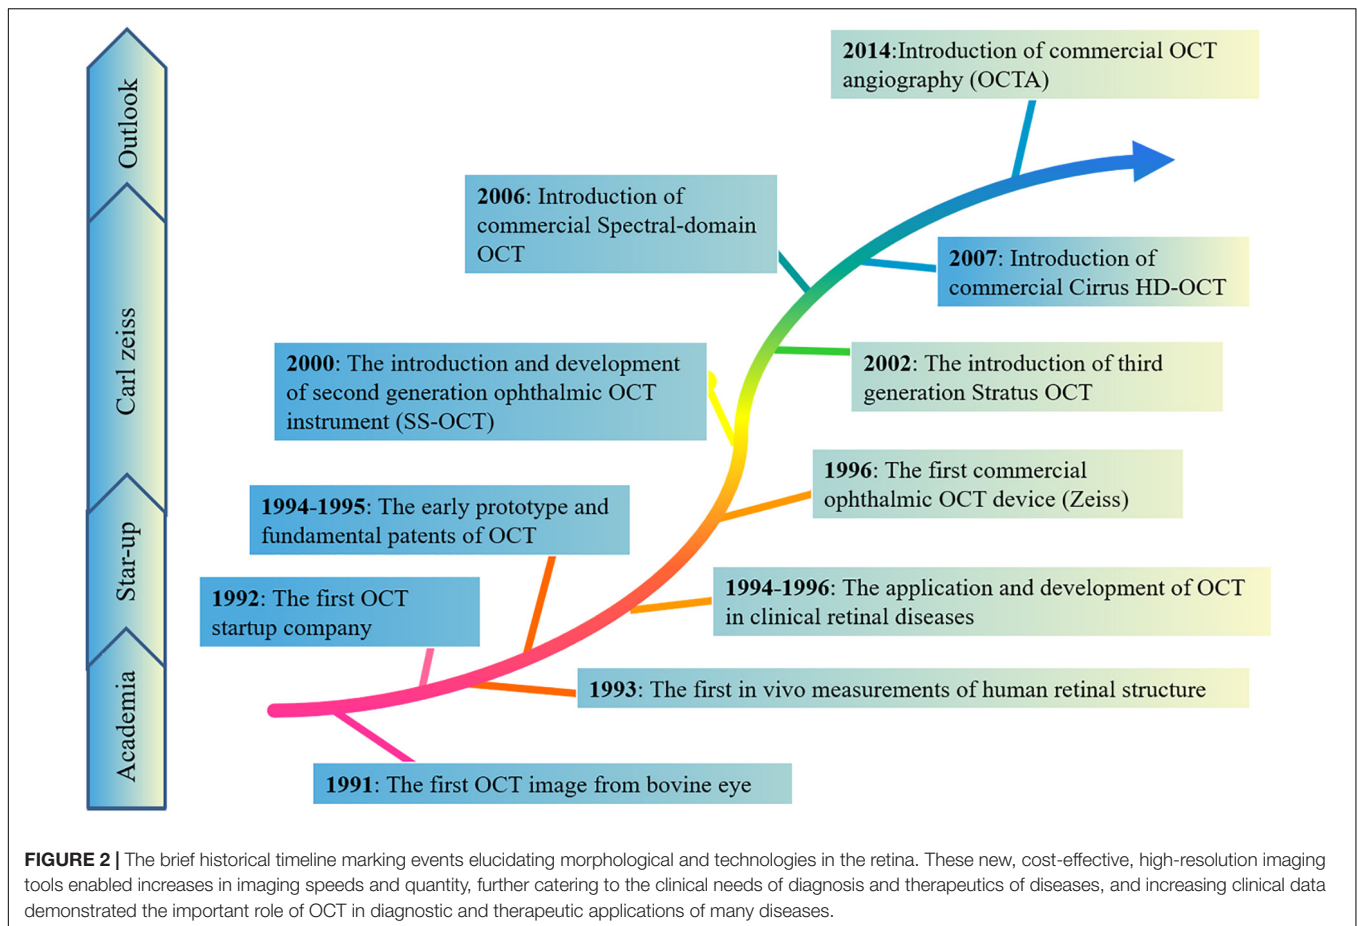 Outlook
Carl zeiss
Star-up
Academia
2014:Introduction of commercial OCT
angiography (OCTA)
2006: Introduction of
commercial Spectral-domain
OCT
2007: Introduction of
commercial Cirrus HD-OCT
2000: The introduction and development
of second generation ophthalmic OCT
instrument (SS-OCT)
2002: The introduction of third
generation Stratus OCT
1996: The first commercial
ophthalmic OCT device (Zeiss)
1994-1995: The early prototype and
fundamental patents of OCT
1994-1996: The application and development of OCT
in clinical retinal diseases
1992: The first OCT
startup company
1993: The first in vivo measurements of human retinal structure
1991: The first OCT image from bovine eye
FIGURE 2 | The brief historical timeline marking events elucidating morphological and technologies in the retina. These new, cost-effective, high-resolution imaging
tools enabled increases in imaging speeds and quantity, further catering to the clinical needs of diagnosis and therapeutics of diseases, and increasing clinical data
demonstrated the important role of OCT in diagnostic and therapeutic applications of many diseases.